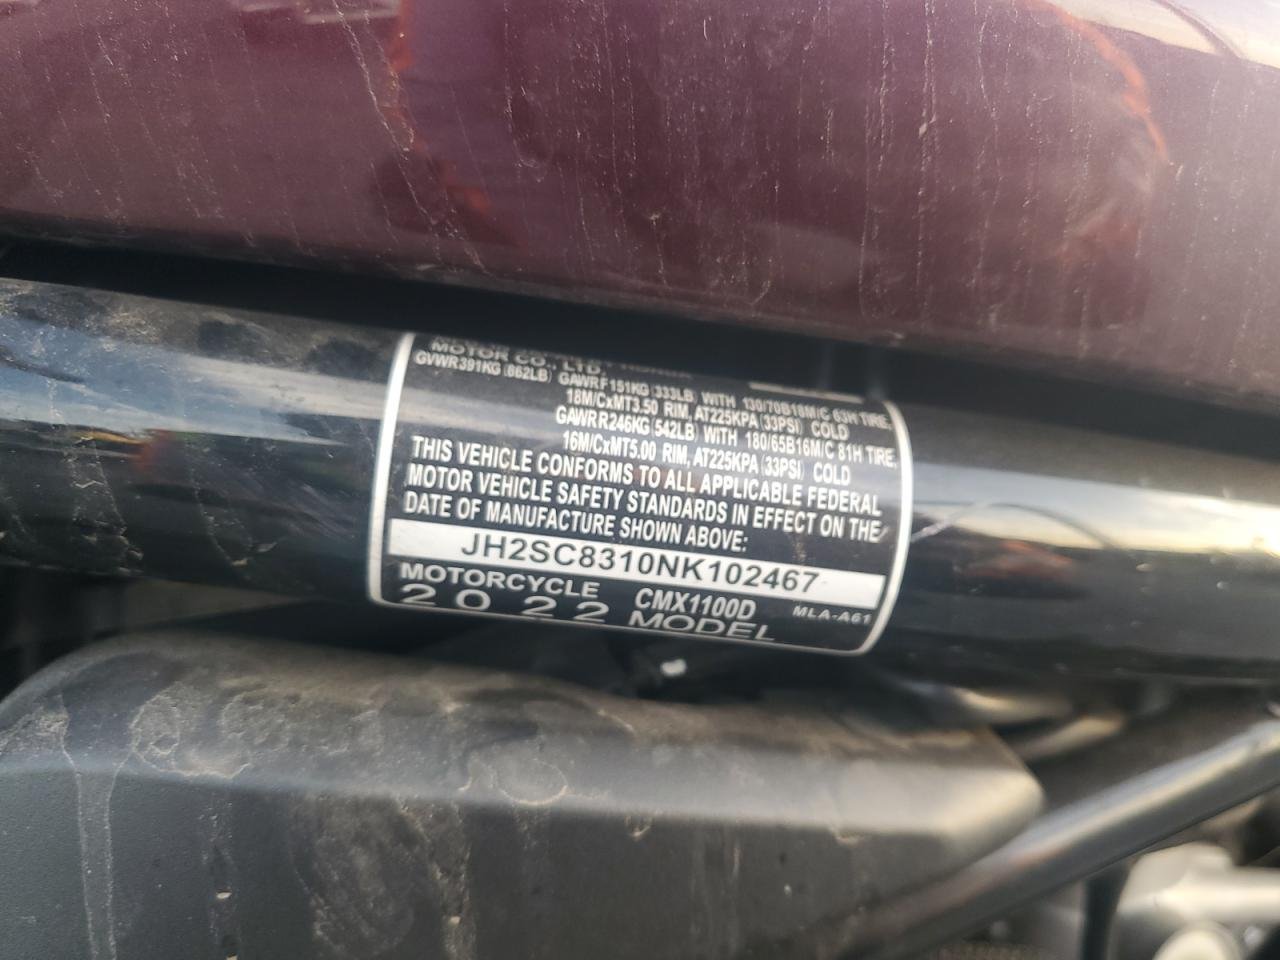 MOTOR CO., LTD.
GVWR391KG (862LB) GAWRF151KG (333LB) WITH 130/70B18M/C 63H TIRE,
18M/CxMT3.50 RIM, AT225KPA (33PSI) COLD
GAWRR246KG (542LB) WITH 180/65B16M/C 81H TIRE,
16M/CxMT5.00 RIM, AT225KPA (33PSI) COLD
THIS VEHICLE CONFORMS TO ALL APPLICABLE FEDERAL
MOTOR VEHICLE SAFETY STANDARDS IN EFFECT ON THE
DATE OF MANUFACTURE SHOWN ABOVE:
JH2SC8310NK102467
MOTORCYCLE CMX1100D MLA-A61
2022 MODEL